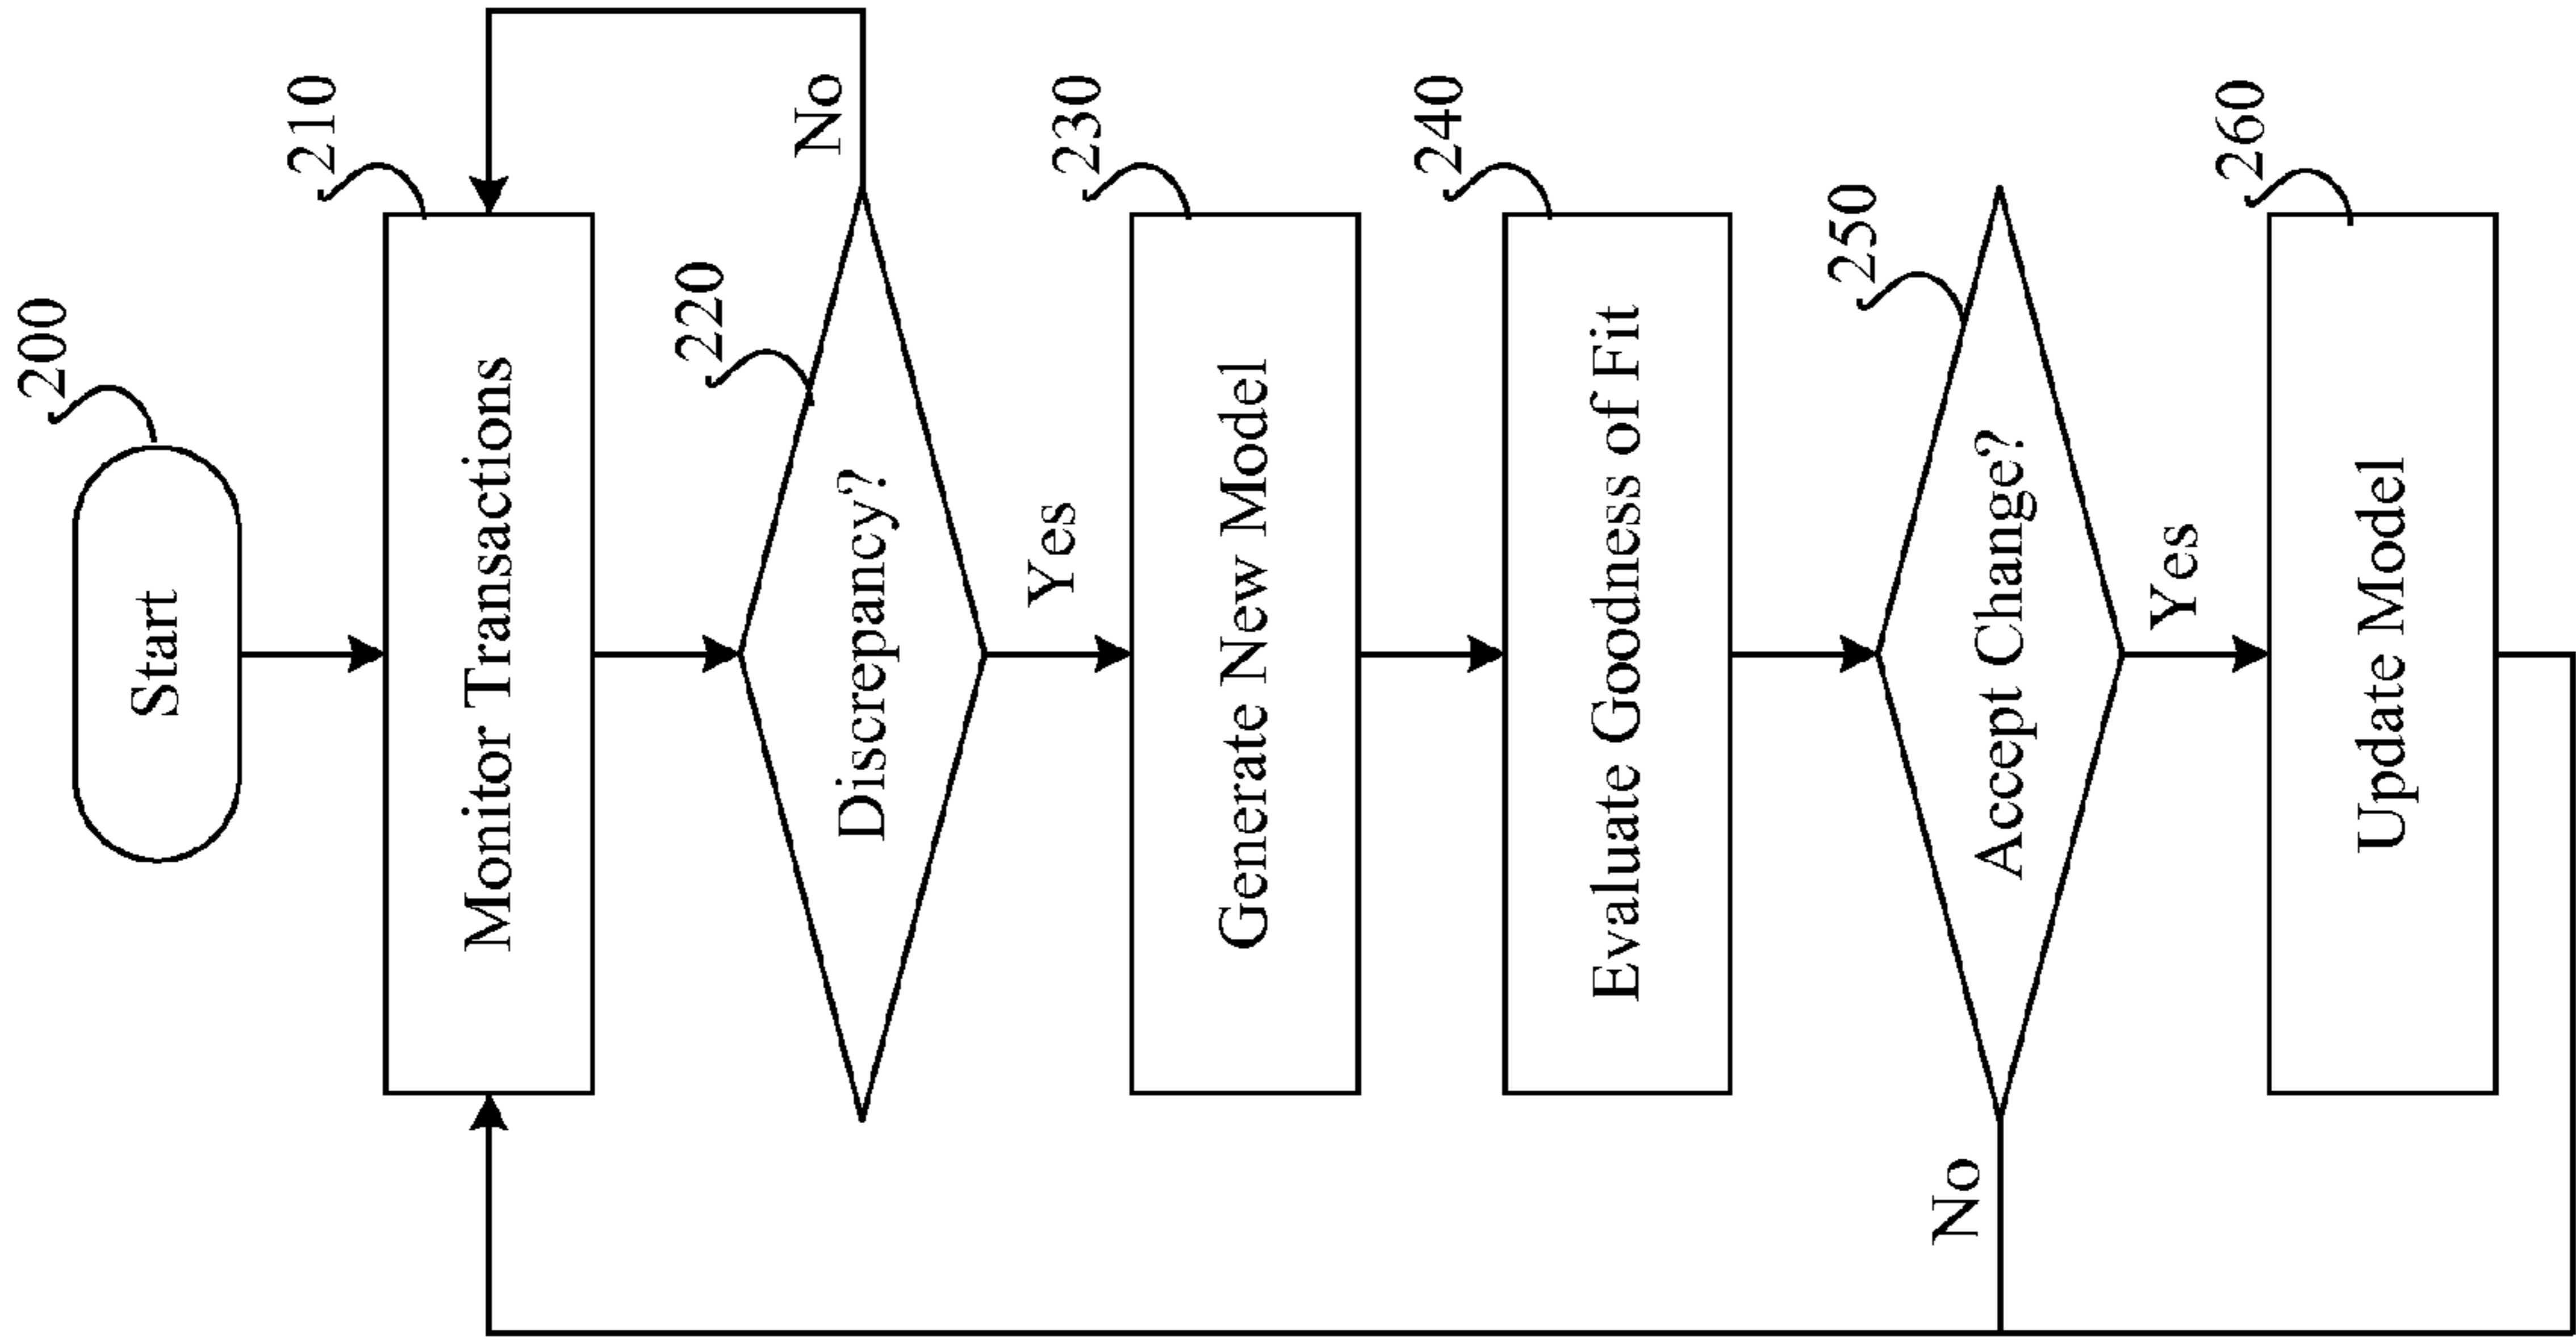 200
Start
210
Monitor Transactions
220
Discrepancy?
No
Yes
230
Generate New Model
240
Evaluate Goodness of Fit
250
Accept Change?
No
Yes
260
Update Model